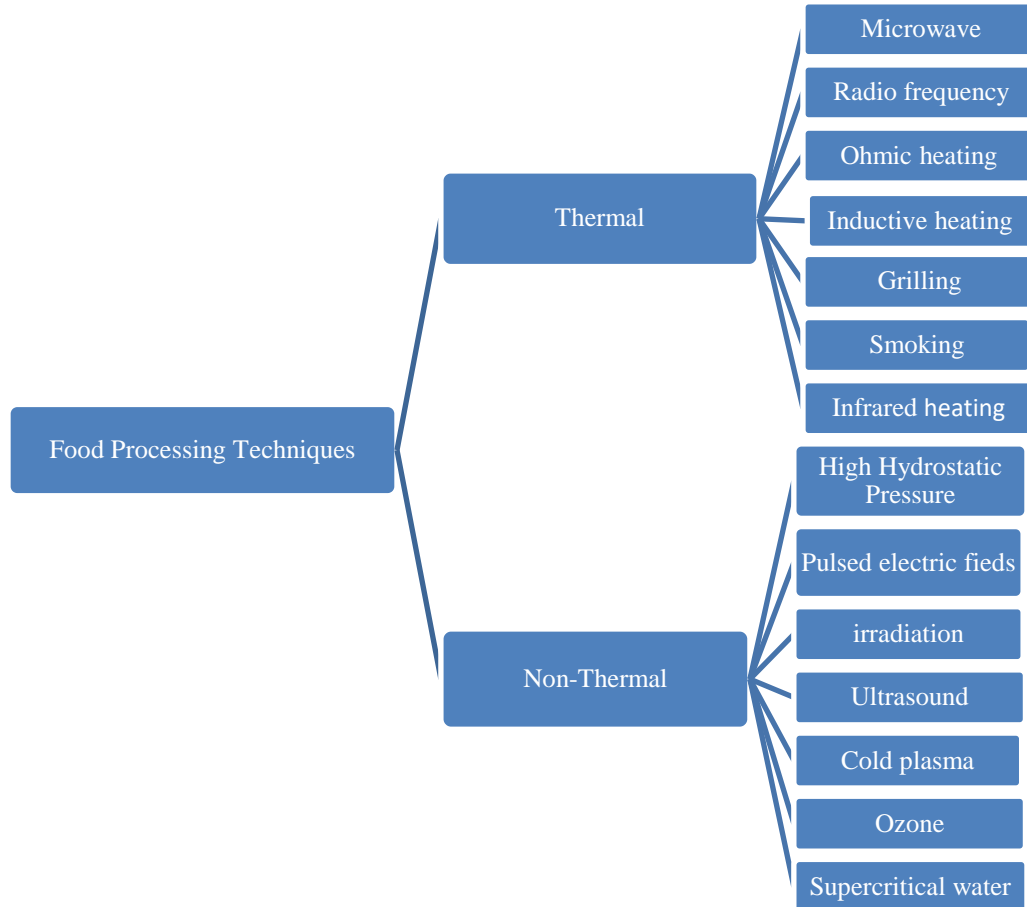 Food Processing Techniques
Thermal
Microwave
Radio frequency
Ohmic heating
Inductive heating
Grilling
Smoking
Infrared heating
Non-Thermal
High Hydrostatic
Pressure
Pulsed electric fieds
irradiation
Ultrasound
Cold plasma
Ozone
Supercritical water